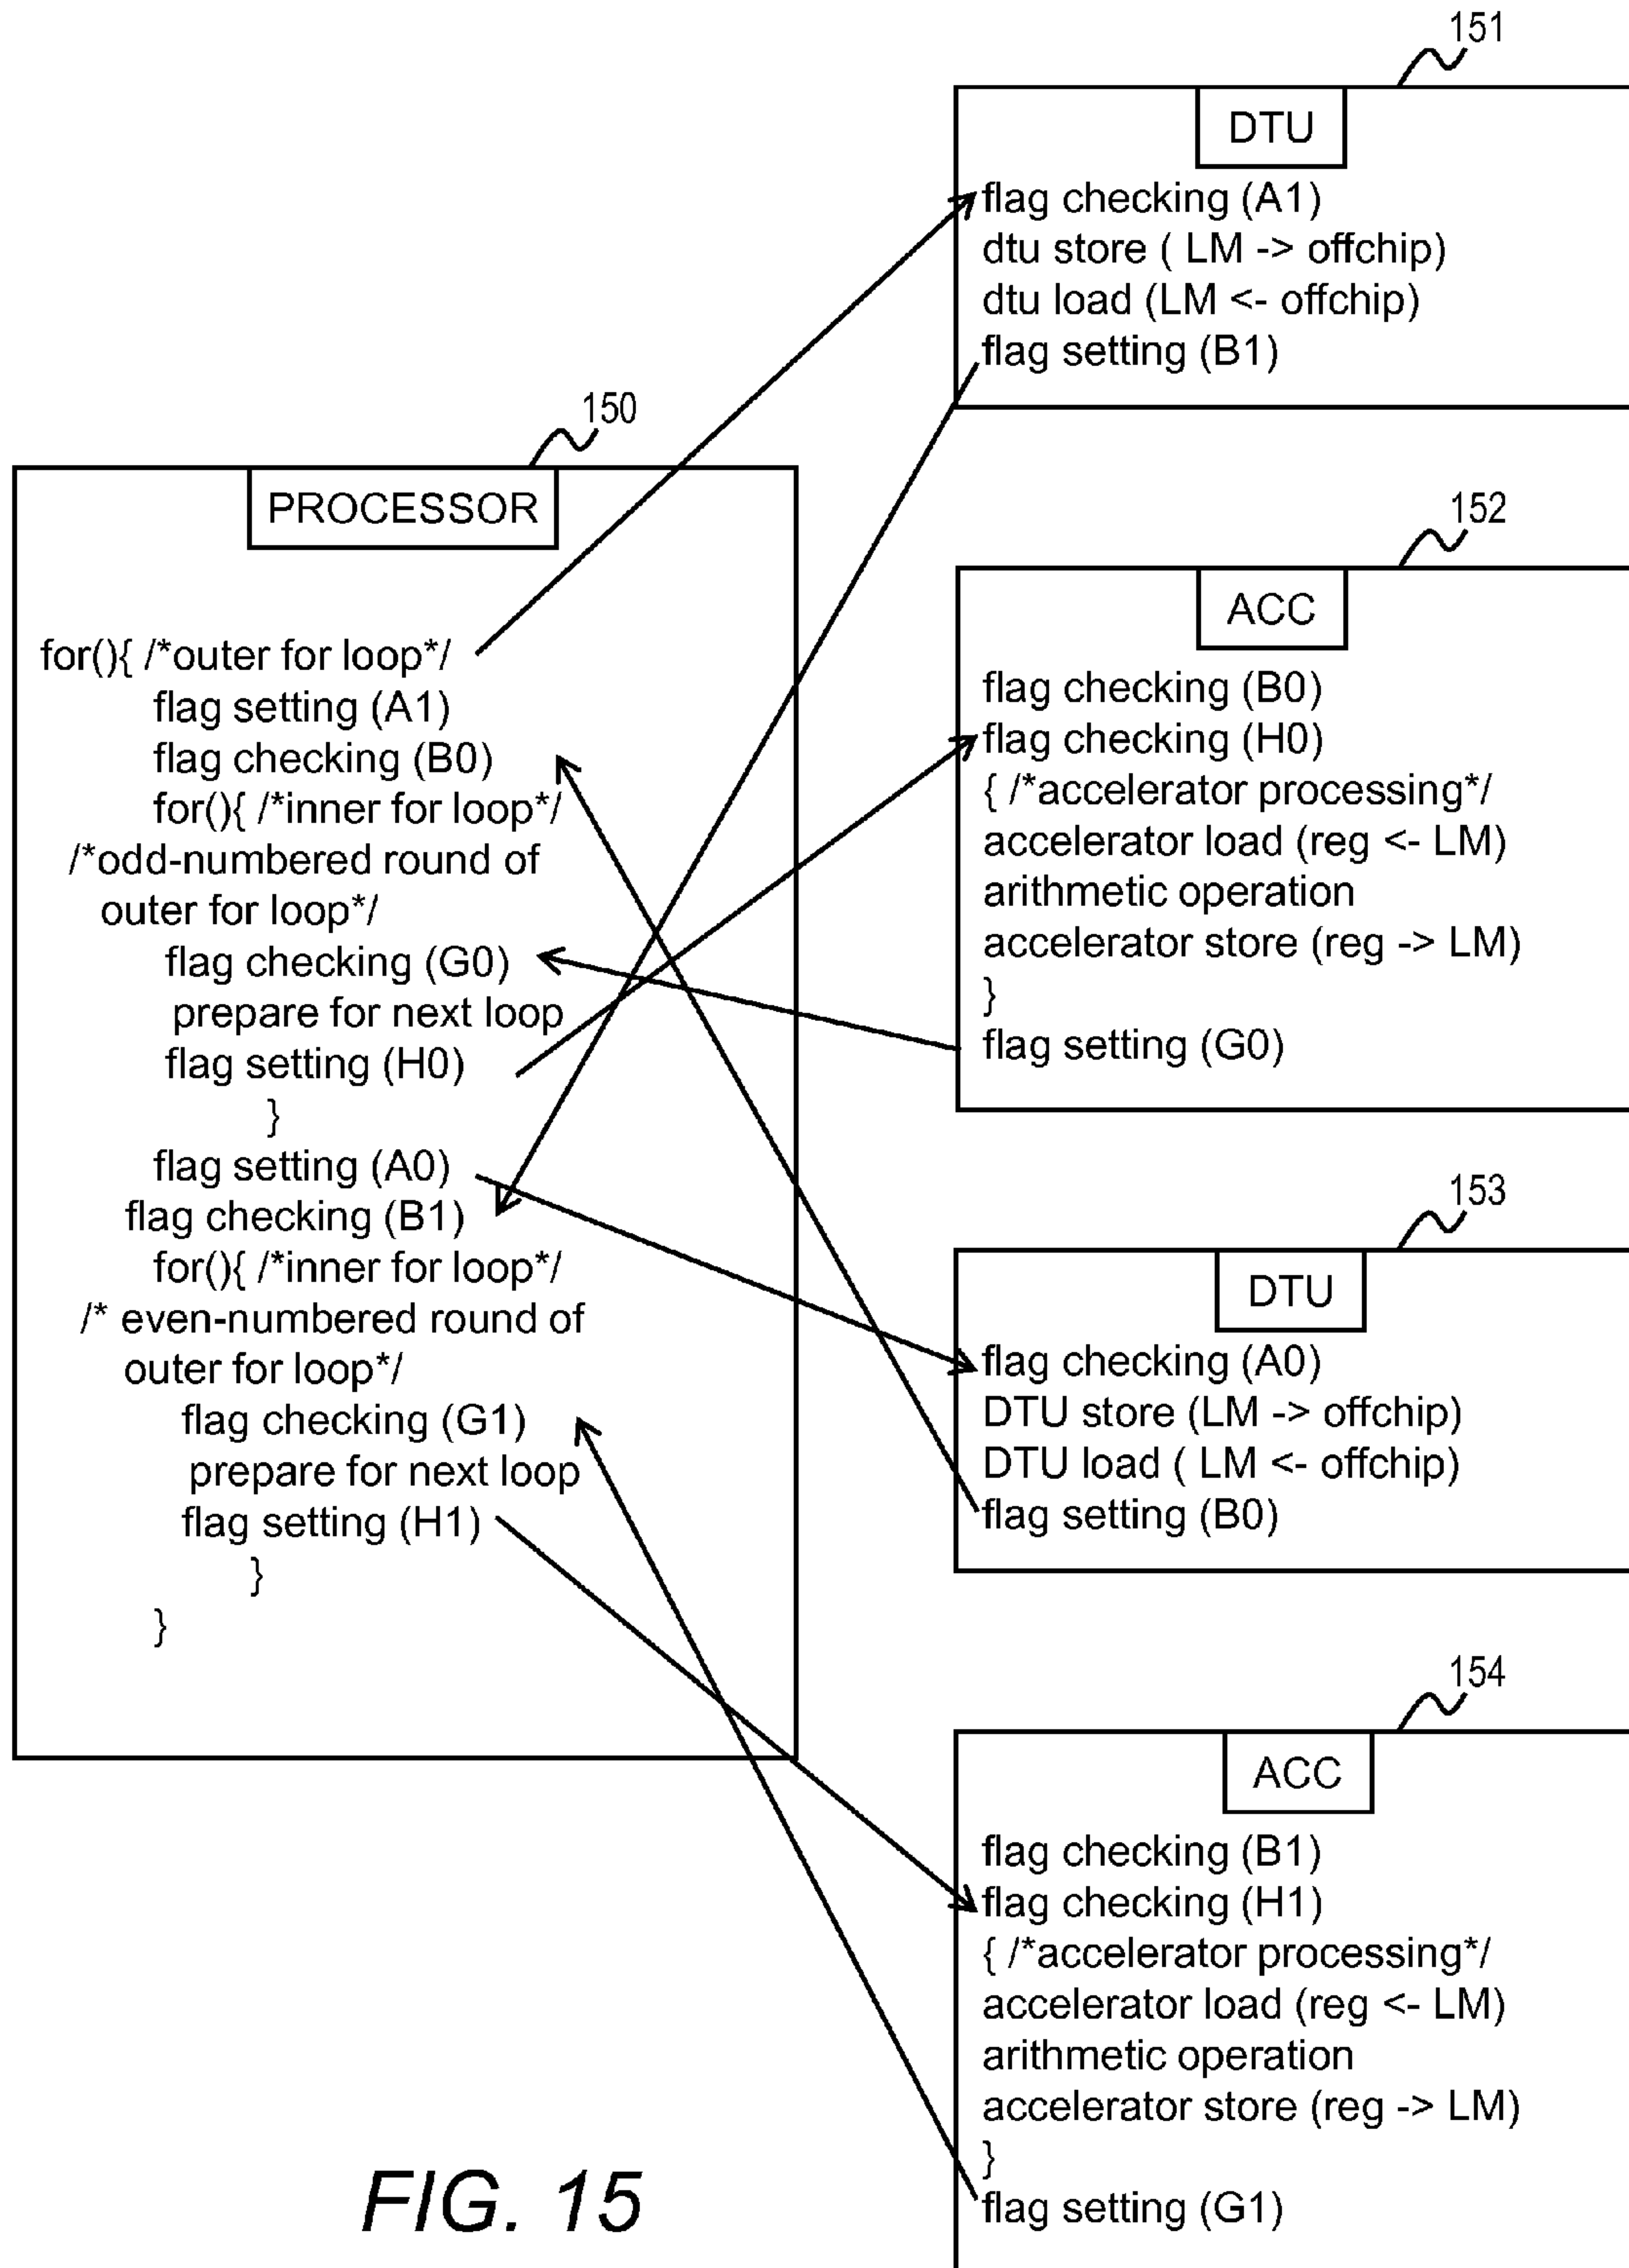 150
PROCESSOR
for(){ /*outer for loop*/
flag setting (A1)
flag checking (B0)
for(){ /*inner for loop*/
/*odd-numbered round of
outer for loop*/
flag checking (G0)
prepare for next loop
flag setting (H0)
}
flag setting (A0)
flag checking (B1)
for(){ /*inner for loop*/
/* even-numbered round of
outer for loop*/
flag checking (G1)
prepare for next loop
flag setting (H1)
}
}
151
DTU
flag checking (A1)
dtu store ( LM -> offchip)
dtu load (LM <- offchip)
flag setting (B1)
152
ACC
flag checking (B0)
flag checking (H0)
{ /*accelerator processing*/
accelerator load (reg <- LM)
arithmetic operation
accelerator store (reg -> LM)
}
flag setting (G0)
153
DTU
flag checking (A0)
DTU store (LM -> offchip)
DTU load ( LM <- offchip)
flag setting (B0)
154
ACC
flag checking (B1)
flag checking (H1)
{ /*accelerator processing*/
accelerator load (reg <- LM)
arithmetic operation
accelerator store (reg -> LM)
}
flag setting (G1)
FIG. 15